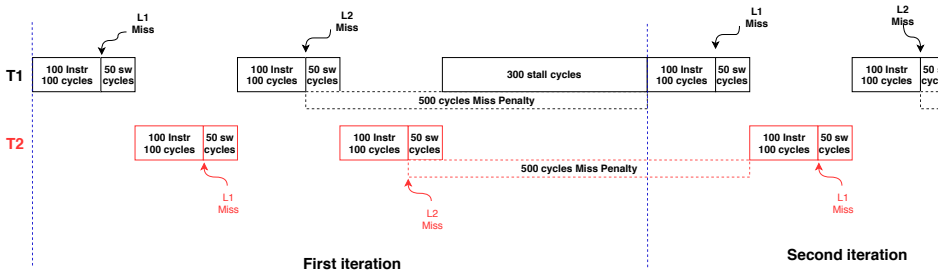 L1
Miss
L2
Miss
L1
Miss
L2
Miss
T1
100 Instr
100 cycles
50 sw
cycles
100 Instr
100 cycles
50 sw
cycles
300 stall cycles
100 Instr
100 cycles
50 sw
cycles
100 Instr
100 cycles
50 s
cycle
500 cycles Miss Penalty
T2
100 Instr
100 cycles
50 sw
cycles
100 Instr
100 cycles
50 sw
cycles
100 Instr
100 cycles
50 sw
cycles
500 cycles Miss Penalty
L1
Miss
L2
Miss
L1
Miss
First iteration
Second iteration